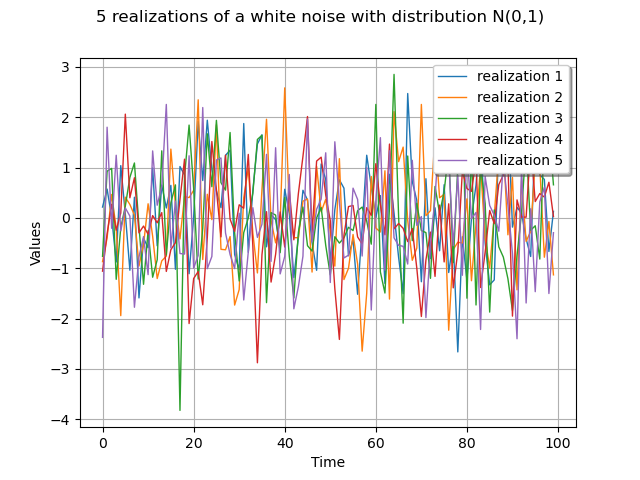 5 realizations of a white noise with distribution N(0,1)
realization 1
realization 2
realization 3
realization 4
realization 5
3
2
1
0
−1
−2
−3
−4
Values
0 20 40 60 80 100
Time